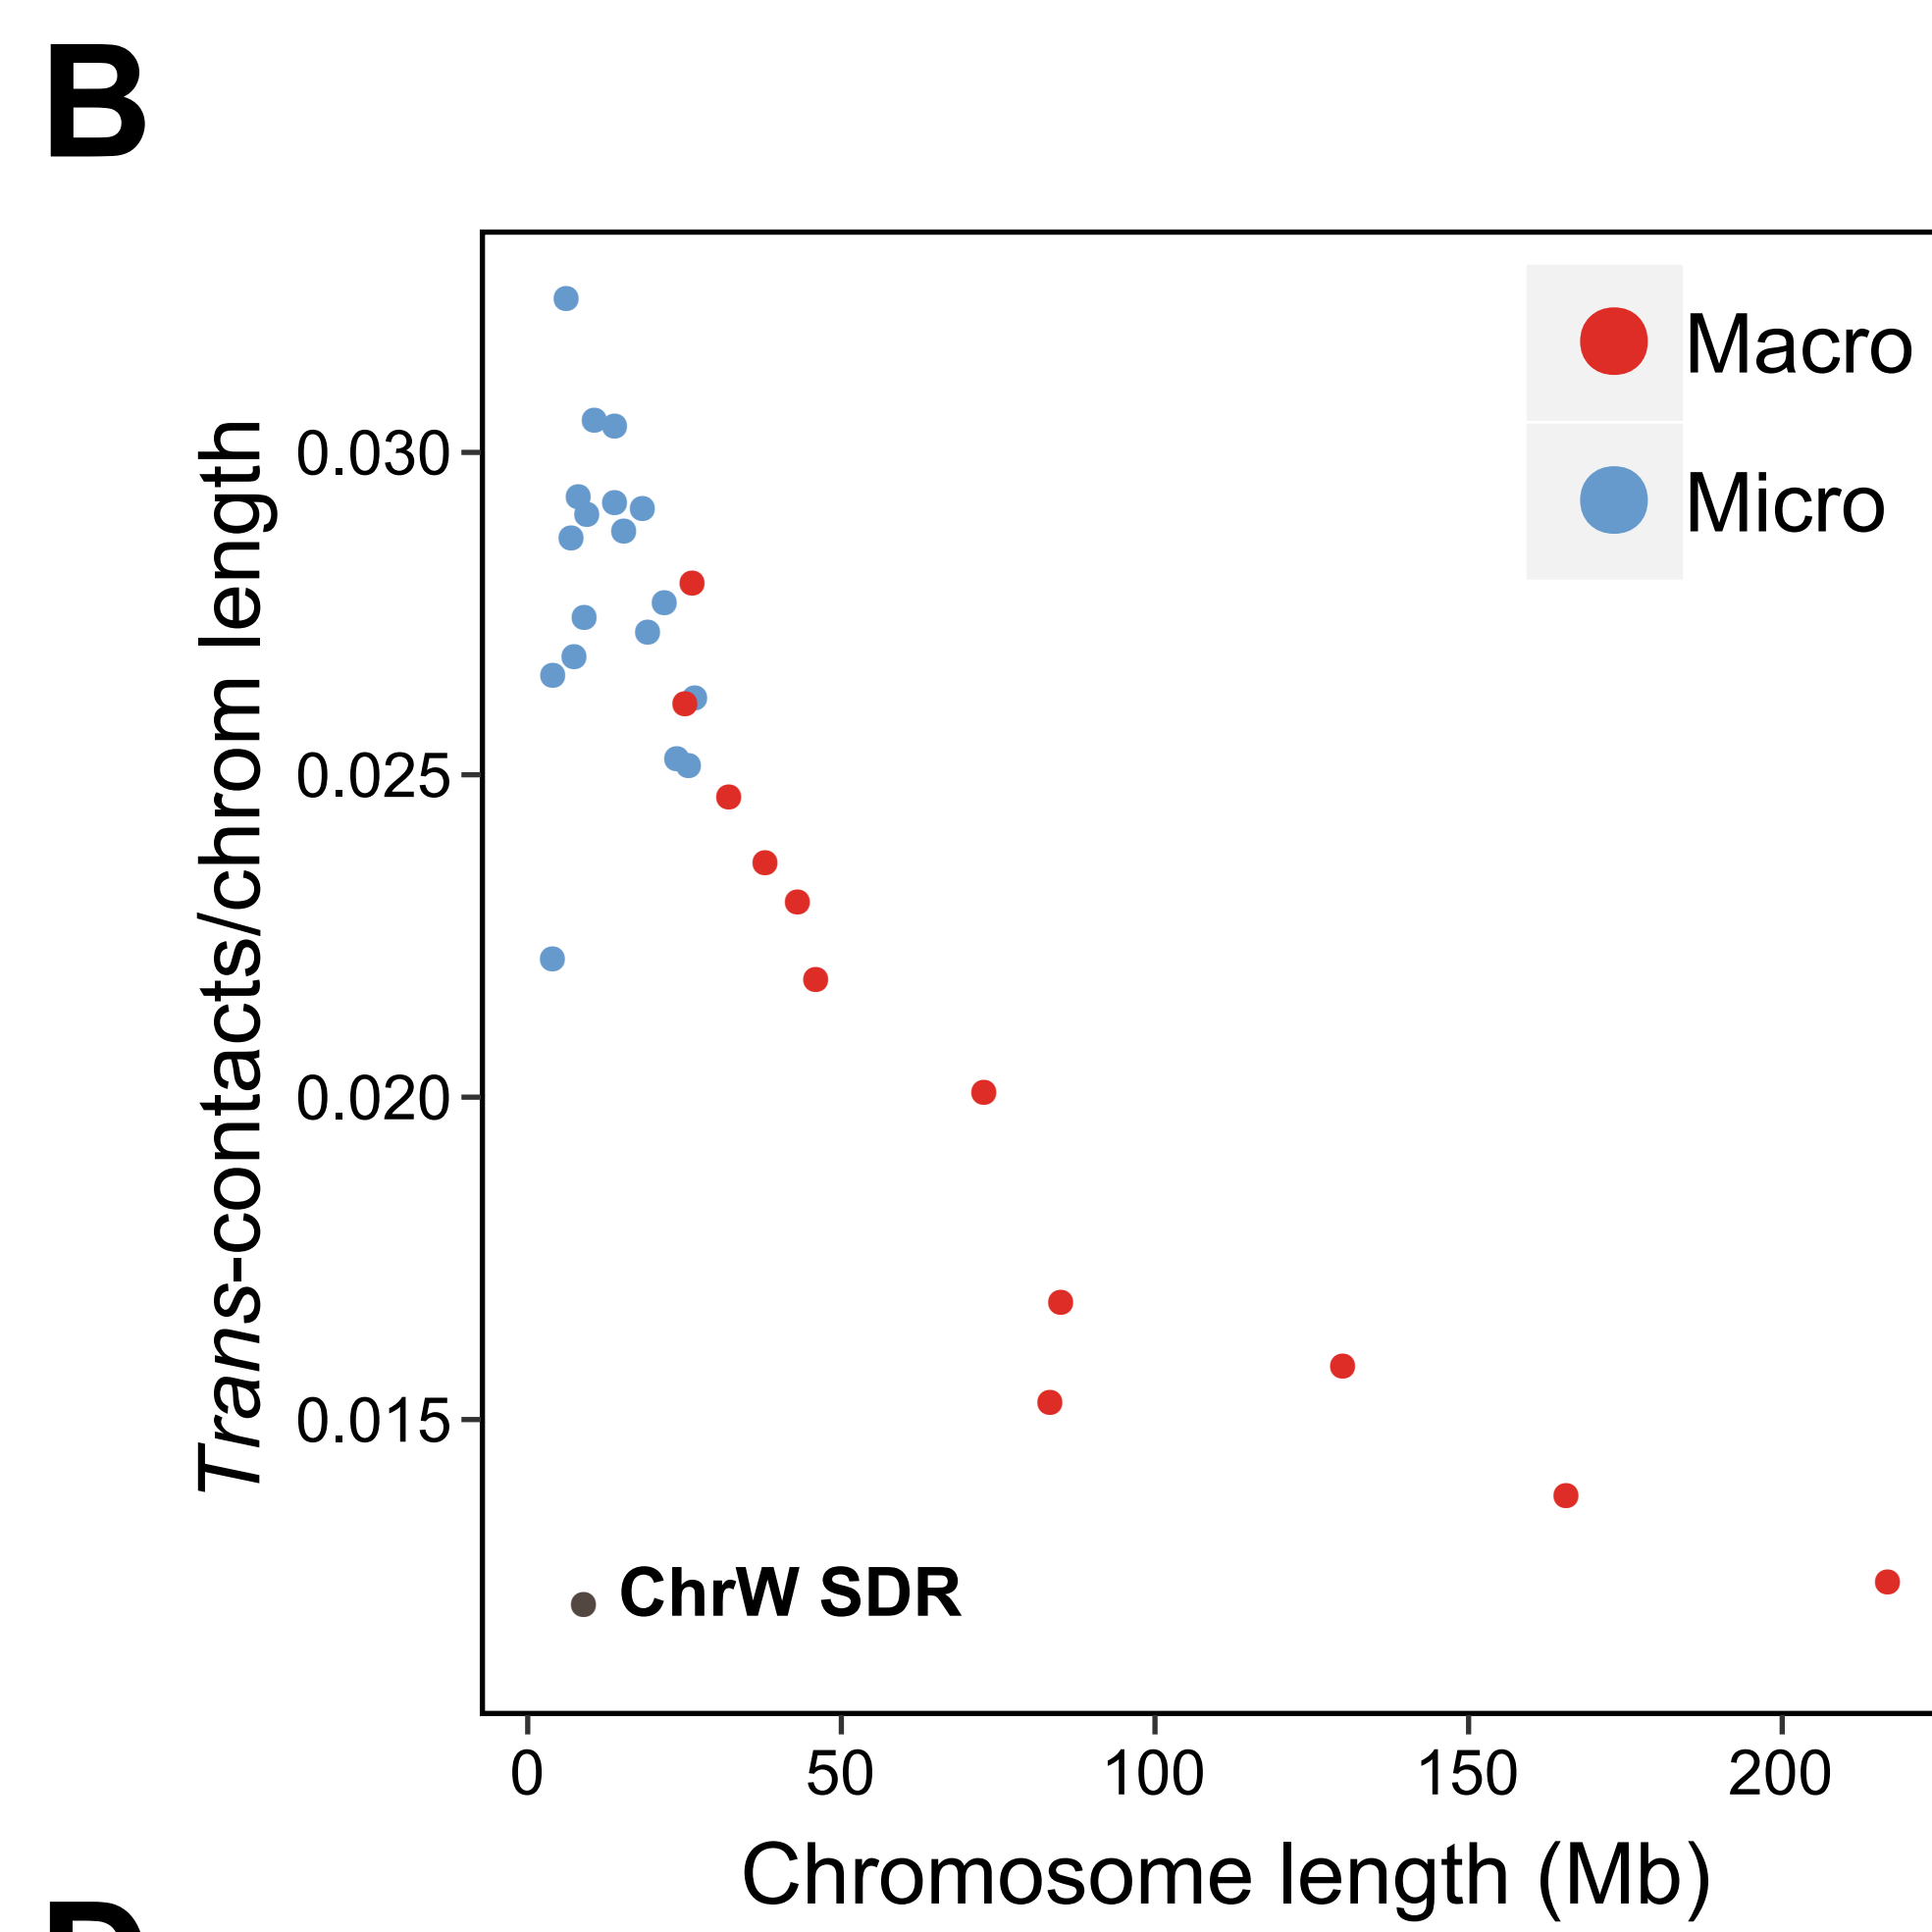 B
Macro
Micro
Trans-contacts/chrom length
0.030
0.025
0.020
0.015
ChrW SDR
0 50 100 150 200
Chromosome length (Mb)